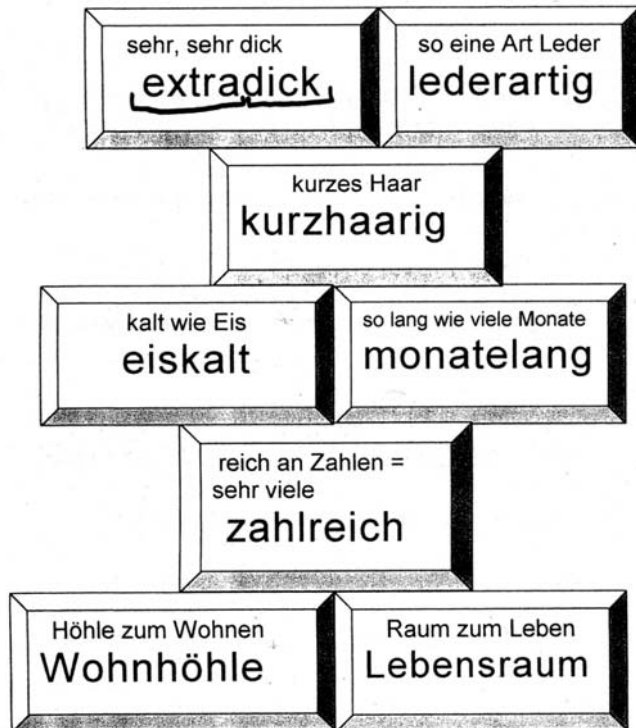 sehr, sehr dick
extradick
so eine Art Leder
lederartig
kurzes Haar
kurzhaarig
kalt wie Eis
eiskalt
so lang wie viele Monate
monatelang
reich an Zahlen =
sehr viele
zahlreich
Höhle zum Wohnen
Wohnhöhle
Raum zum Leben
Lebensraum